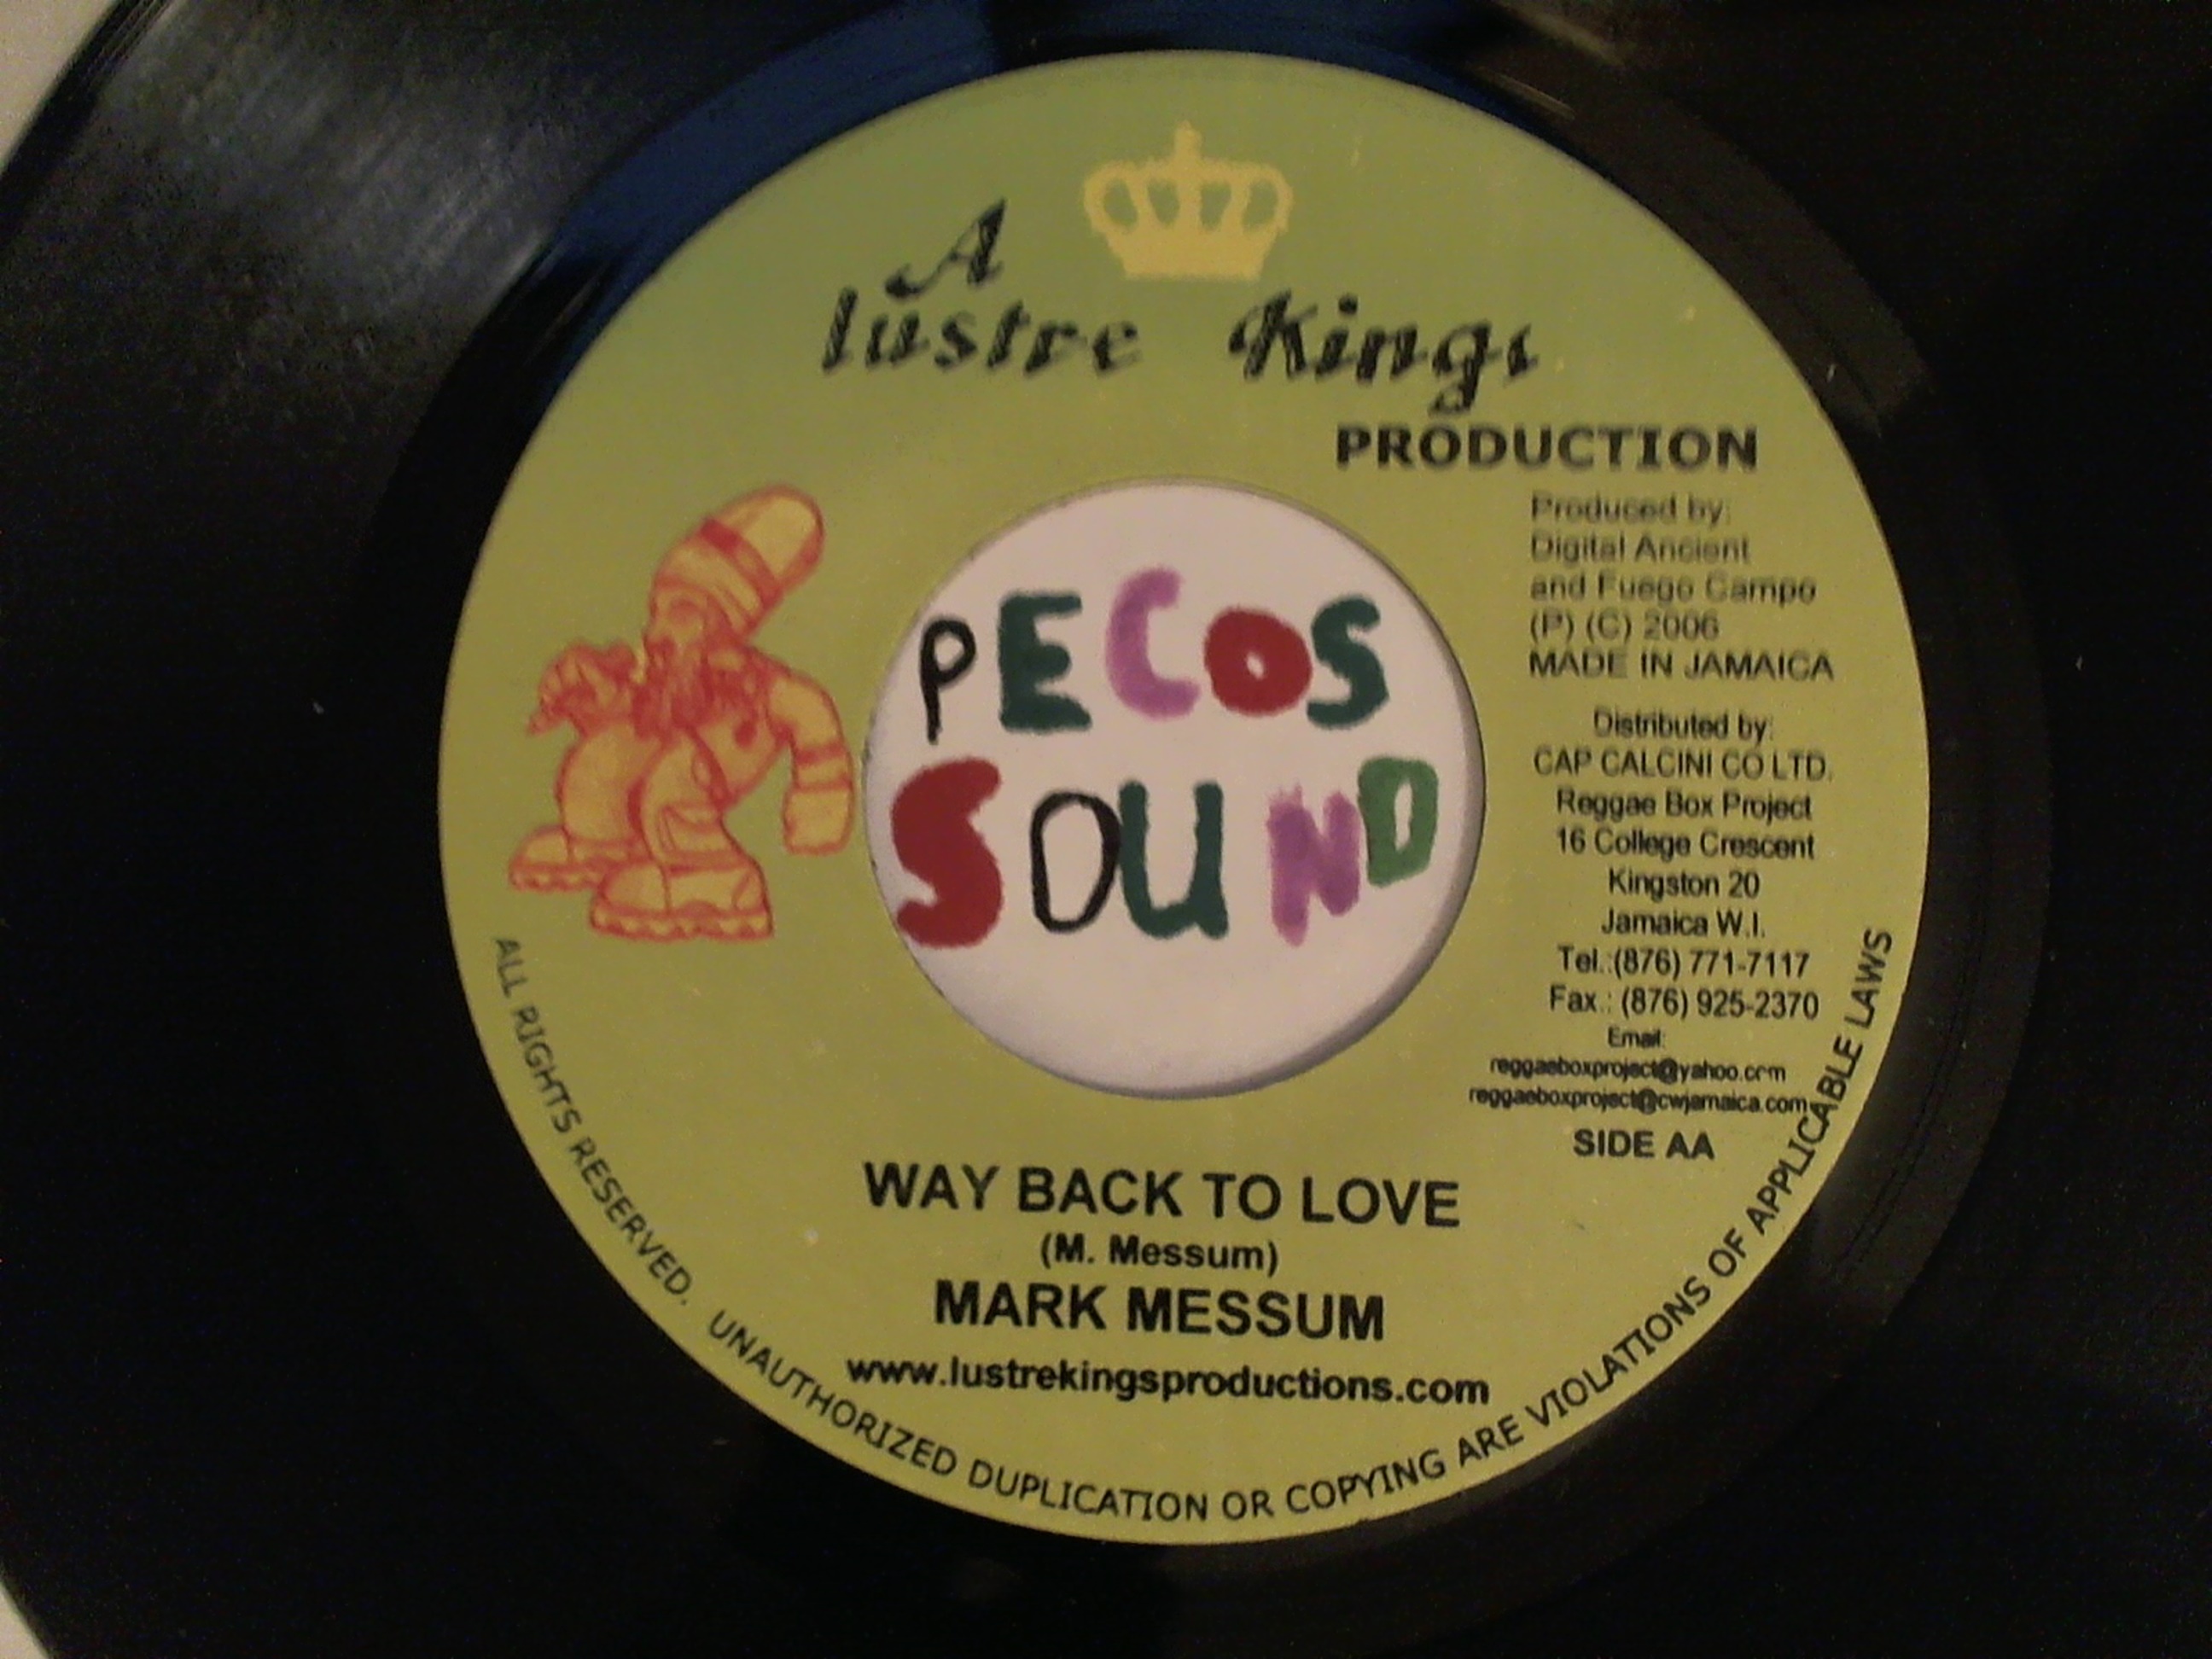 A
lustre Kings
PRODUCTION
Produced by:
Digital Ancient
and Fuego Campo
(P) (C) 2006
MADE IN JAMAICA
Distributed by:
CAP CALCINI CO LTD.
Reggae Box Project
16 College Crescent
Kingston 20
Jamaica W.I.
Tel.:(876) 771-7117
Fax.: (876) 925-2370
Email:
reggaeboxproject@yahoo.com
reggaeboxproject@cwjamaica.com
SIDE AA
PECOS
SOUND
WAY BACK TO LOVE
(M. Messum)
MARK MESSUM
www.lustrekingsproductions.com
ALL RIGHTS RESERVED. UNAUTHORIZED DUPLICATION OR COPYING ARE VIOLATIONS OF APPLICABLE LAWS